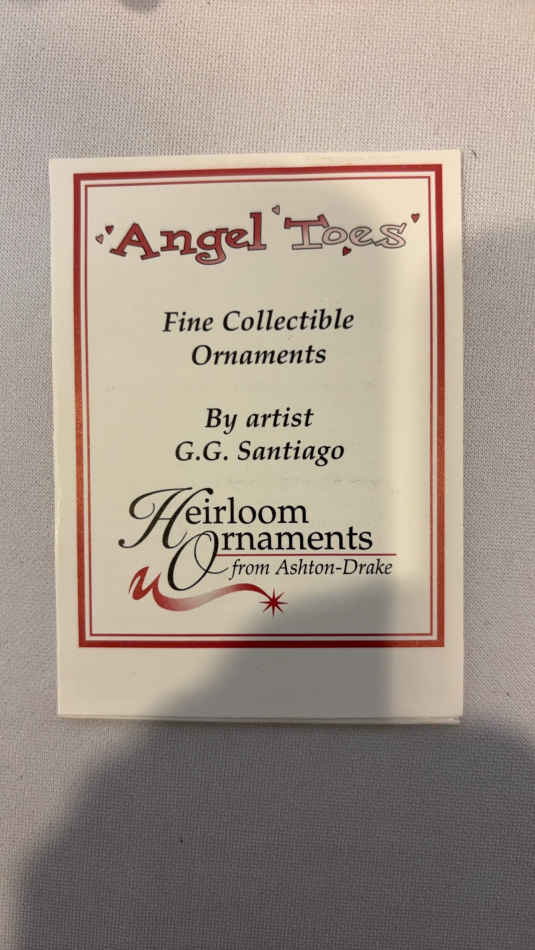 Angel Toes
Fine Collectible
Ornaments
By artist
G.G. Santiago
Heirloom
Ornaments
from Ashton-Drake